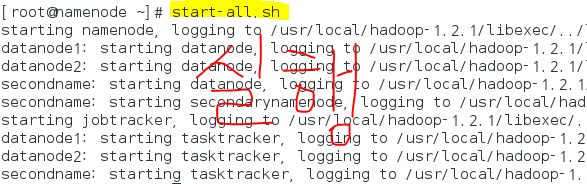 [root@namenode ~]# start-all.sh
starting namenode, logging to /usr/local/hadoop-1.2.1/libexec/../
datanode1: starting datanode, logging to /usr/local/hadoop-1.2.1/
datanode2: starting datanode, logging to /usr/local/hadoop-1.2.1/
secondname: starting datanode, logging to /usr/local/hadoop-1.2.1
secondname: starting secondarynamenode, logging to /usr/local/had
starting jobtracker, logging to /usr/local/hadoop-1.2.1/libexec/.
datanode1: starting tasktracker, logging to /usr/local/hadoop-1.2
datanode2: starting tasktracker, logging to /usr/local/hadoop-1.2
secondname: starting tasktracker, logging to /usr/local/hadoop-1.
실행